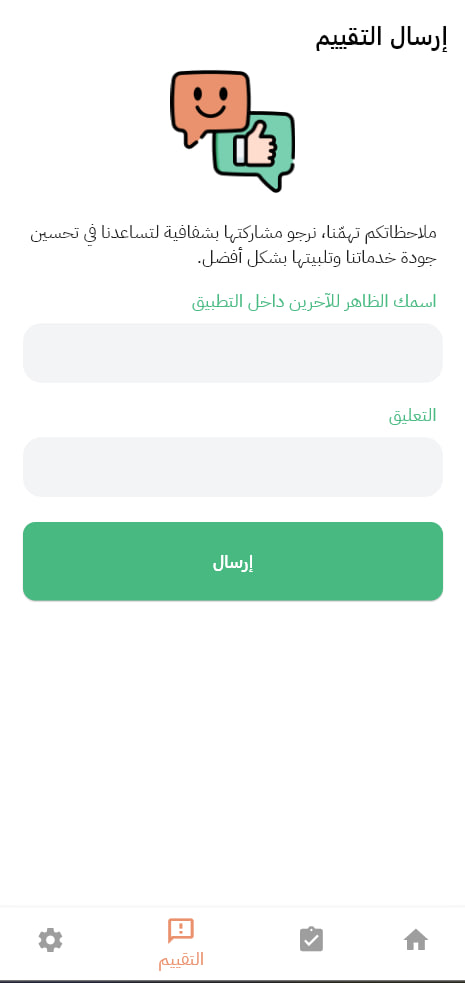 إرسال التقييم
ملاحظاتكم تهمّنا، نرجو مشاركتها بشفافية لتساعدنا في تحسين
جودة خدماتنا وتلبيتها بشكل أفضل.
اسمك الظاهر للآخرين داخل التطبيق
التعليق
إرسال
التقييم